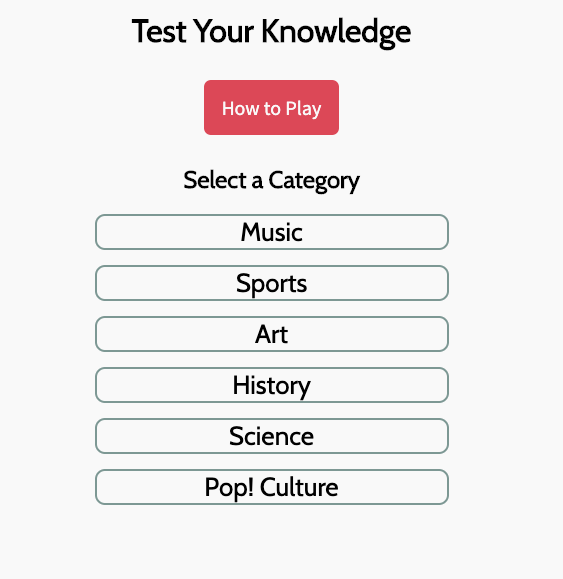 Test Your Knowledge
How to Play
Select a Category
Music
Sports
Art
History
Science
Pop! Culture